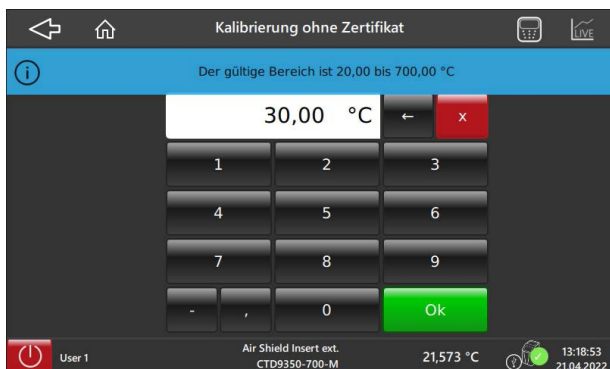 Kalibrierung ohne Zertifikat
LIVE
i
Der gültige Bereich ist 20,00 bis 700,00 °C
30,00 °C
← x
1 2 3
4 5 6
7 8 9
- , 0 Ok
User 1
Air Shield Insert ext.
CTD9350-700-M
21,573 °C
13:18:53
21.04.2022